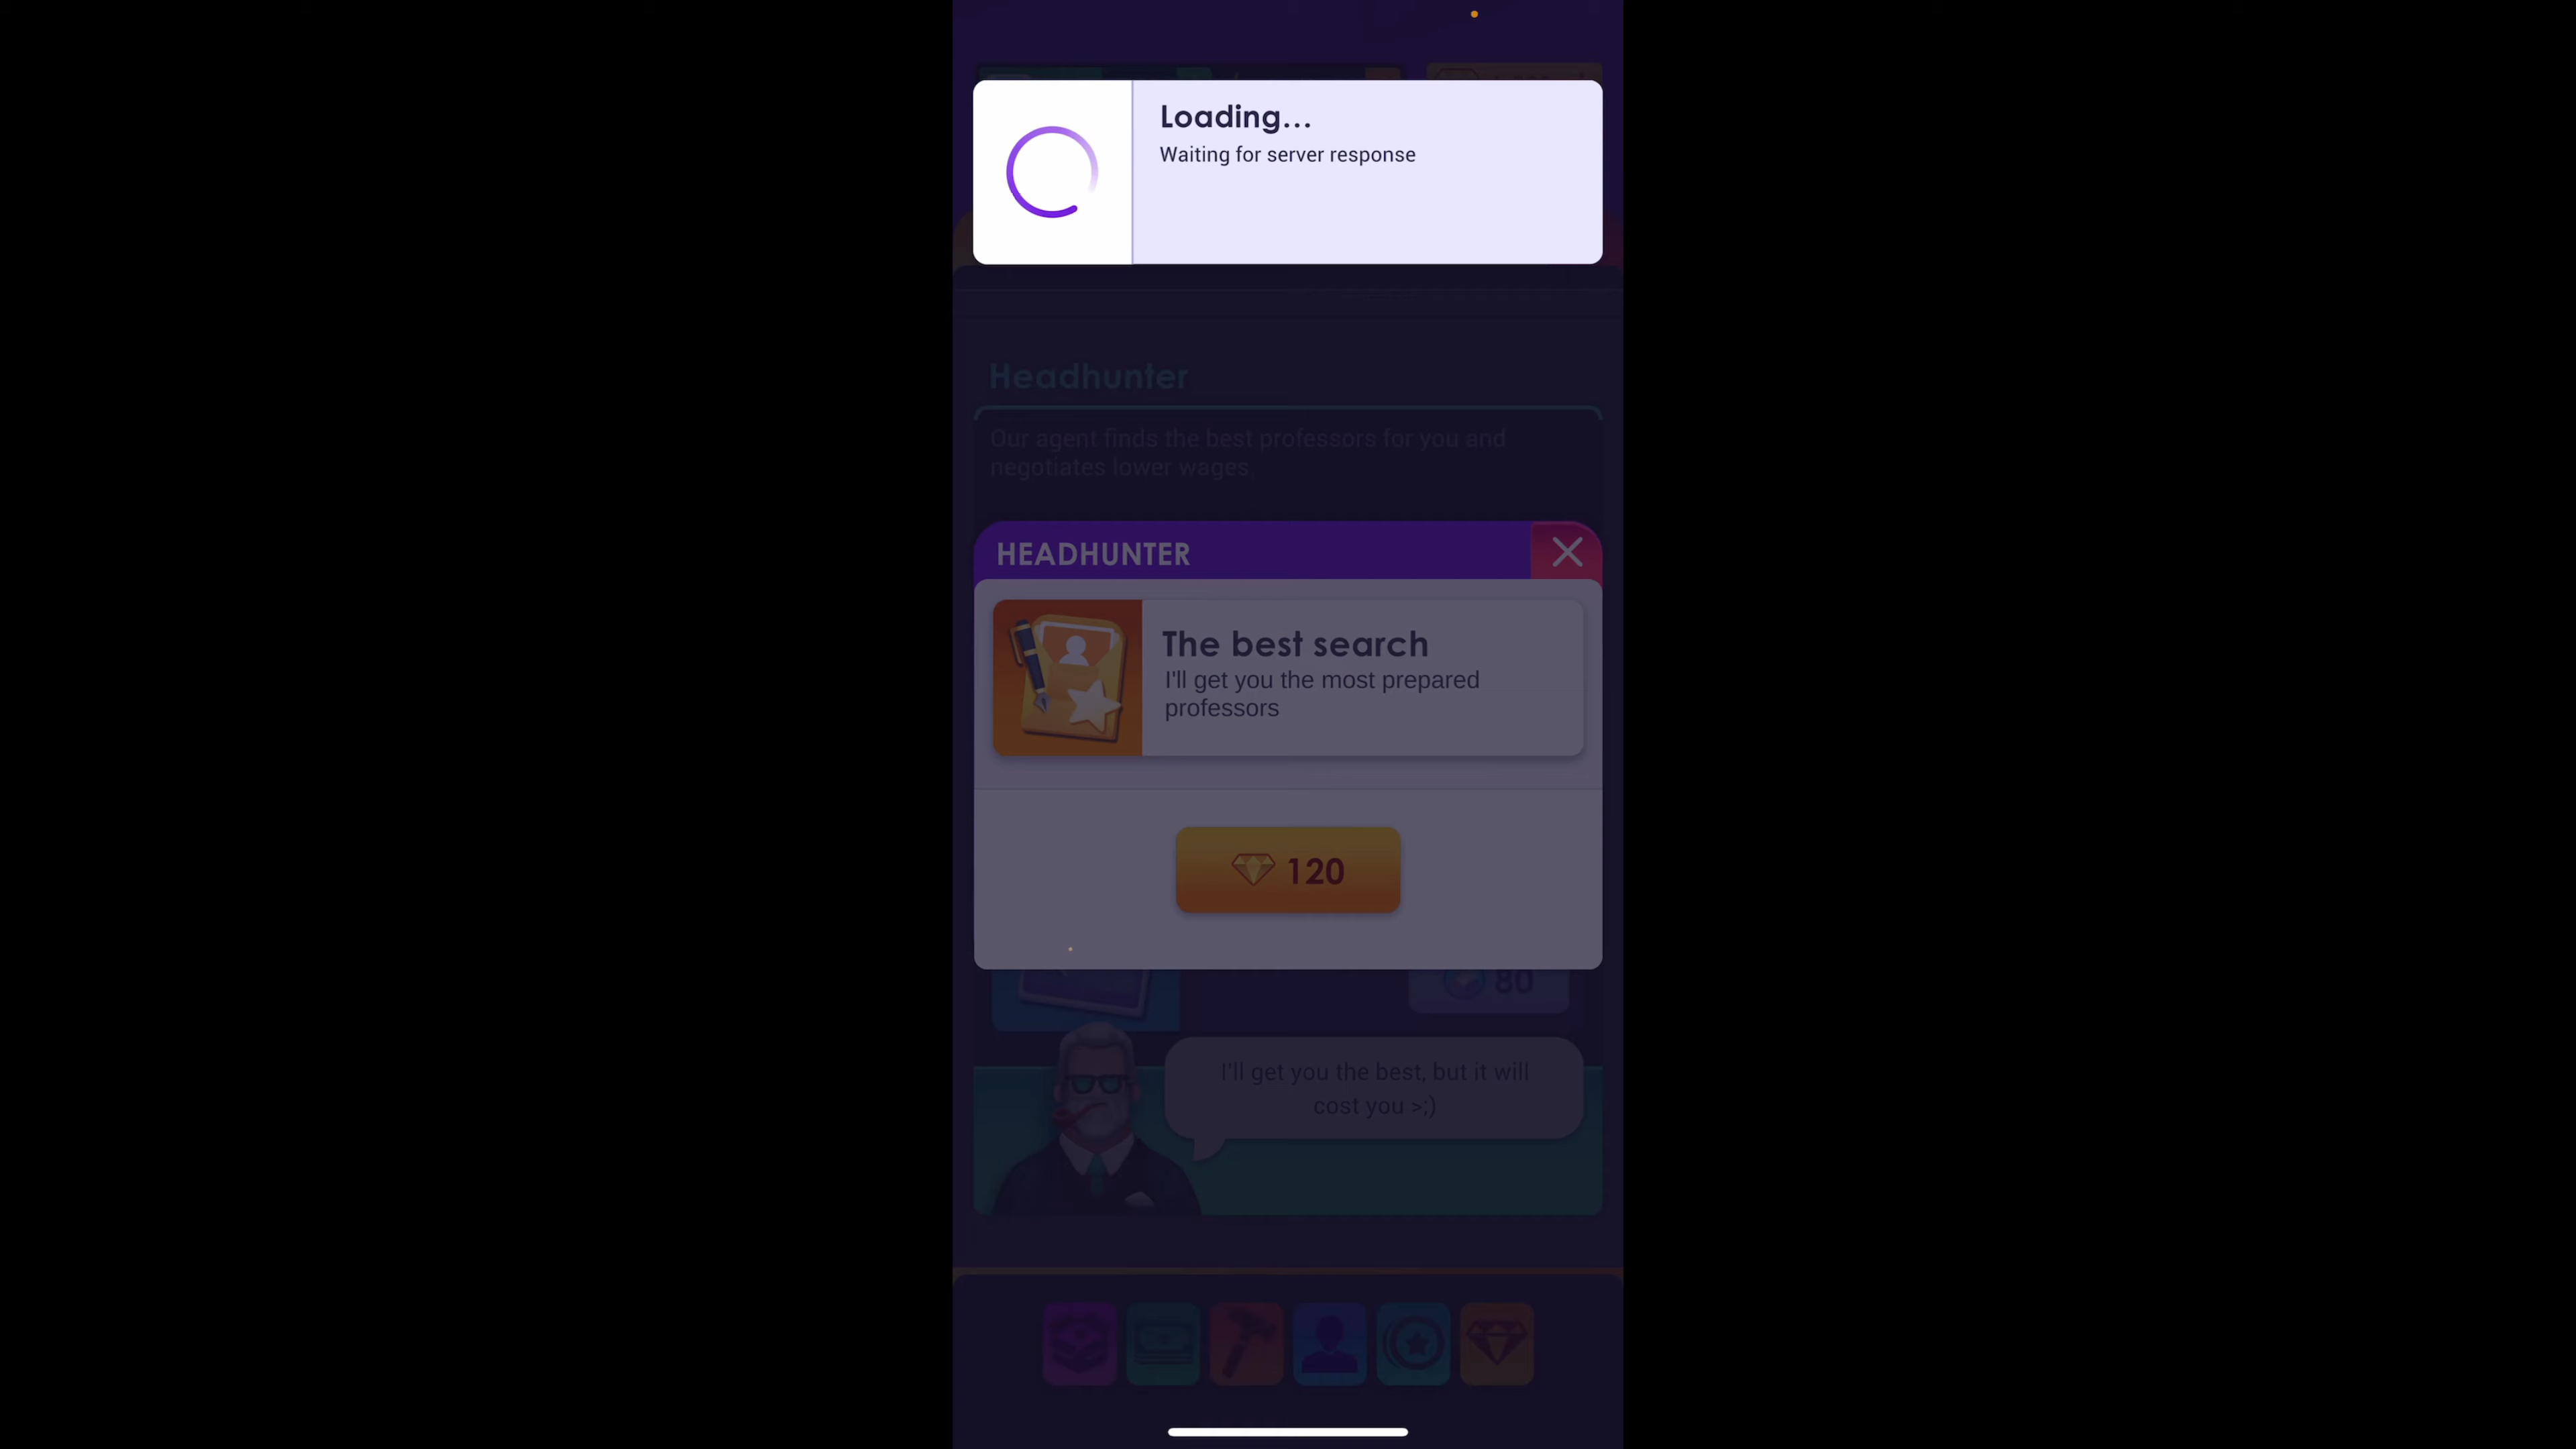 Loading...
Waiting for server response
Headhunter
Our agent finds the best professors for you and
negotiates lower wages.
HEADHUNTER
The best search
I'll get you the most prepared
professors
120
80
I'll get you the best, but it will
cost you >;)